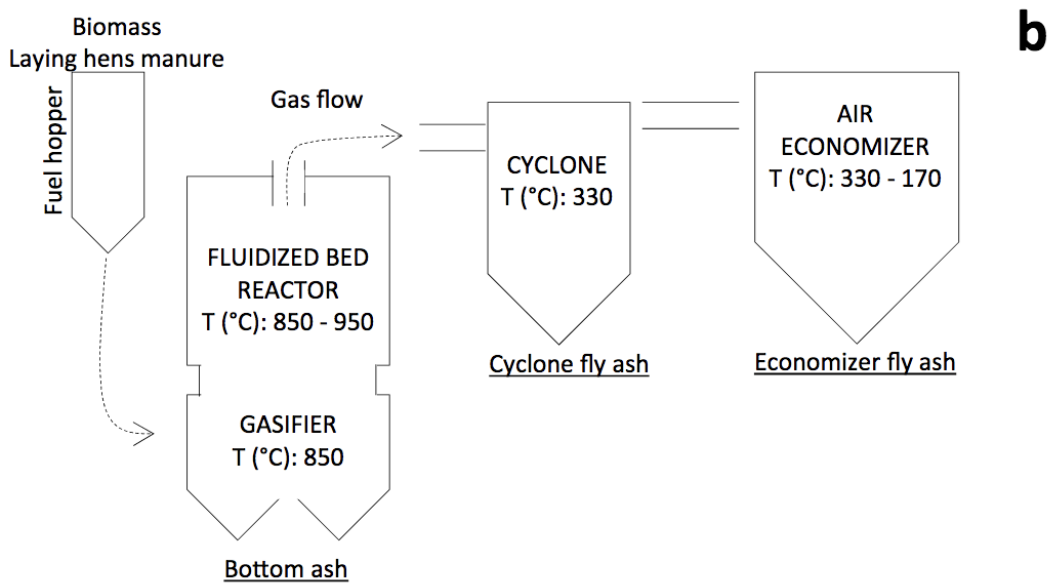 b
Biomass
Laying hens manure
Fuel hopper
Gas flow
FLUIDIZED BED
REACTOR
T (°C): 850 - 950
GASIFIER
T (°C): 850
Bottom ash
CYCLONE
T (°C): 330
Cyclone fly ash
AIR
ECONOMIZER
T (°C): 330 - 170
Economizer fly ash